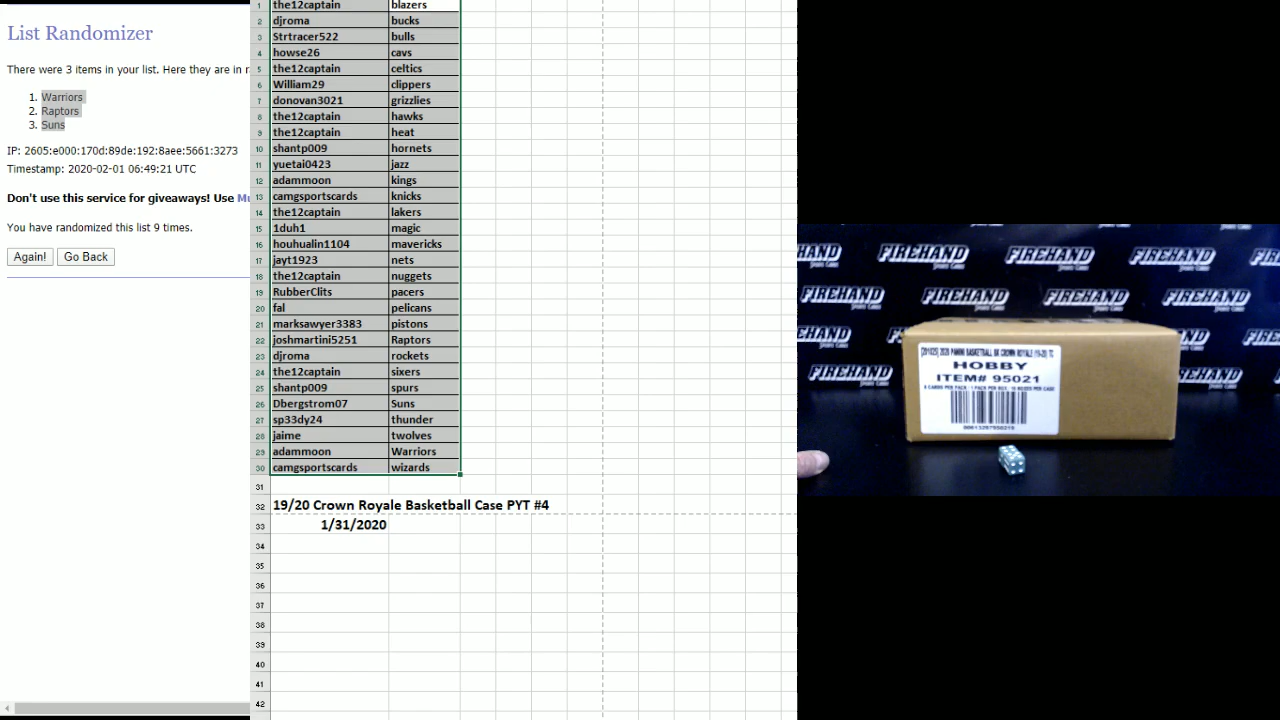 List Randomizer
There were 3 items in your list. Here they are in r
1. Warriors
2. Raptors
3. Suns
IP: 2605:e000:170d:89de:192:8aee:5661:3273
Timestamp: 2020-02-01 06:49:21 UTC
Don't use this service for giveaways! Use
You have randomized this list 9 times.
Again! Go Back
1 the12captain blazers
2 djroma bucks
3 Strtracer522 bulls
4 howse26 cavs
5 the12captain celtics
6 William29 clippers
7 donovan3021 grizzlies
8 the12captain hawks
9 the12captain heat
10 shantp009 hornets
11 yuetai0423 jazz
12 adammoon kings
13 camgsportscards knicks
14 the12captain lakers
15 1duh1 magic
16 houhualin1104 mavericks
17 jayt1923 nets
18 the12captain nuggets
19 RubberClits pacers
20 fal pelicans
21 marksawyer3383 pistons
22 joshmartini5251 Raptors
23 djroma rockets
24 the12captain sixers
25 shantp009 spurs
26 Dbergstrom07 Suns
27 sp33dy24 thunder
28 jaime twolves
29 adammoon Warriors
30 camgsportscards wizards
31
32 19/20 Crown Royale Basketball Case PYT #4
33 1/31/2020
34
35
36
37
38
39
40
41
42
FIREHAND FIREHAND FIREHAND
FIREHAND FIREHAND FIREHAND
FIREHAND
FIREHAND
2020 PANINI BASKETBALL BK CROWN ROYALE (19-20) TC
HOBBY
ITEM# 95021